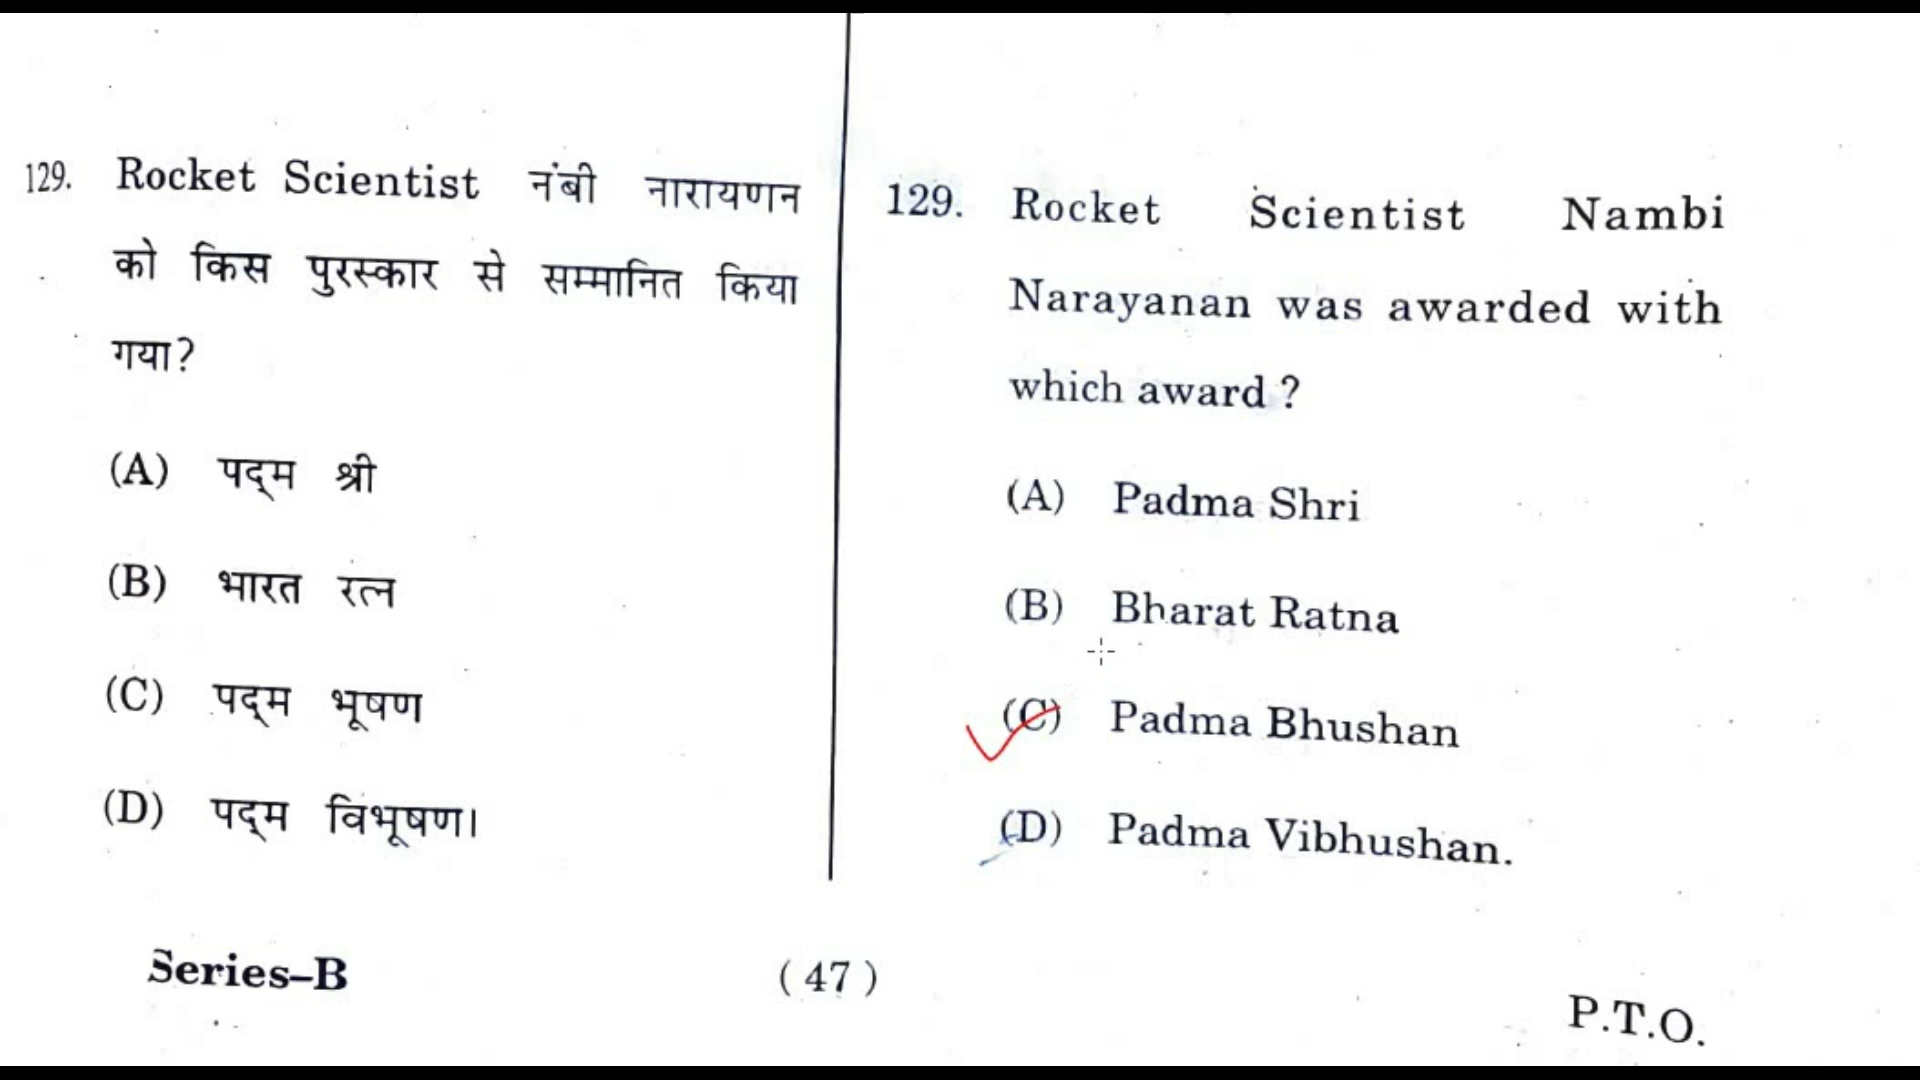 129. Rocket Scientist नंबी नारायणन
को किस पुरस्कार से सम्मानित किया
गया?
(A) पद्म श्री
(B) भारत रत्न
(C) पद्म भूषण
(D) पद्म विभूषण।
129. Rocket Scientist Nambi
Narayanan was awarded with
which award ?
(A) Padma Shri
(B) Bharat Ratna
(C) Padma Bhushan
(D) Padma Vibhushan.
Series–B
( 47 )
P.T.O.